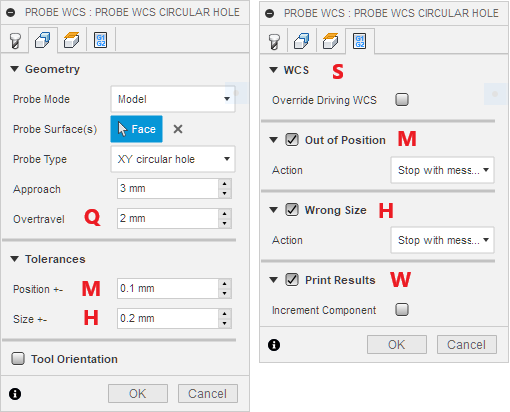 PROBE WCS : PROBE WCS CIRCULAR HOLE
Geometry
Probe Mode Model
Probe Surface(s) Face
Probe Type XY circular hole
Approach 3 mm
Overtravel Q 2 mm
Tolerances
Position +- M 0.1 mm
Size +- H 0.2 mm
Tool Orientation
OK Cancel
PROBE WCS : PROBE WCS CIRCULAR HOLE
G1
G2
WCS S
Override Driving WCS
Out of Position M
Action Stop with mess...
Wrong Size H
Action Stop with mess...
Print Results W
Increment Component
OK Cancel